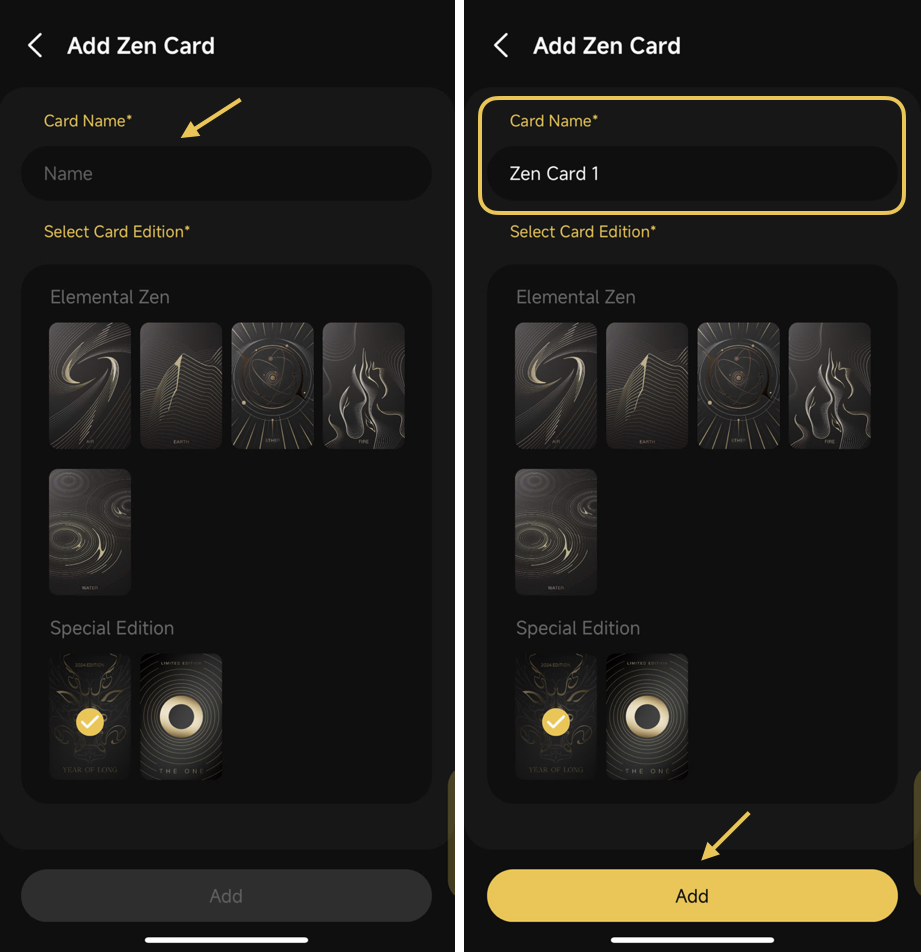 Add Zen Card
Card Name*
Name
Select Card Edition*
Elemental Zen
AIR
EARTH
ETHER
FIRE
WATER
Special Edition
2024 EDITION
YEAR OF LONG
LIMITED EDITION
THE ONE
Add
Add Zen Card
Card Name*
Zen Card 1
Select Card Edition*
Elemental Zen
AIR
EARTH
ETHER
FIRE
WATER
Special Edition
2024 EDITION
YEAR OF LONG
LIMITED EDITION
THE ONE
Add